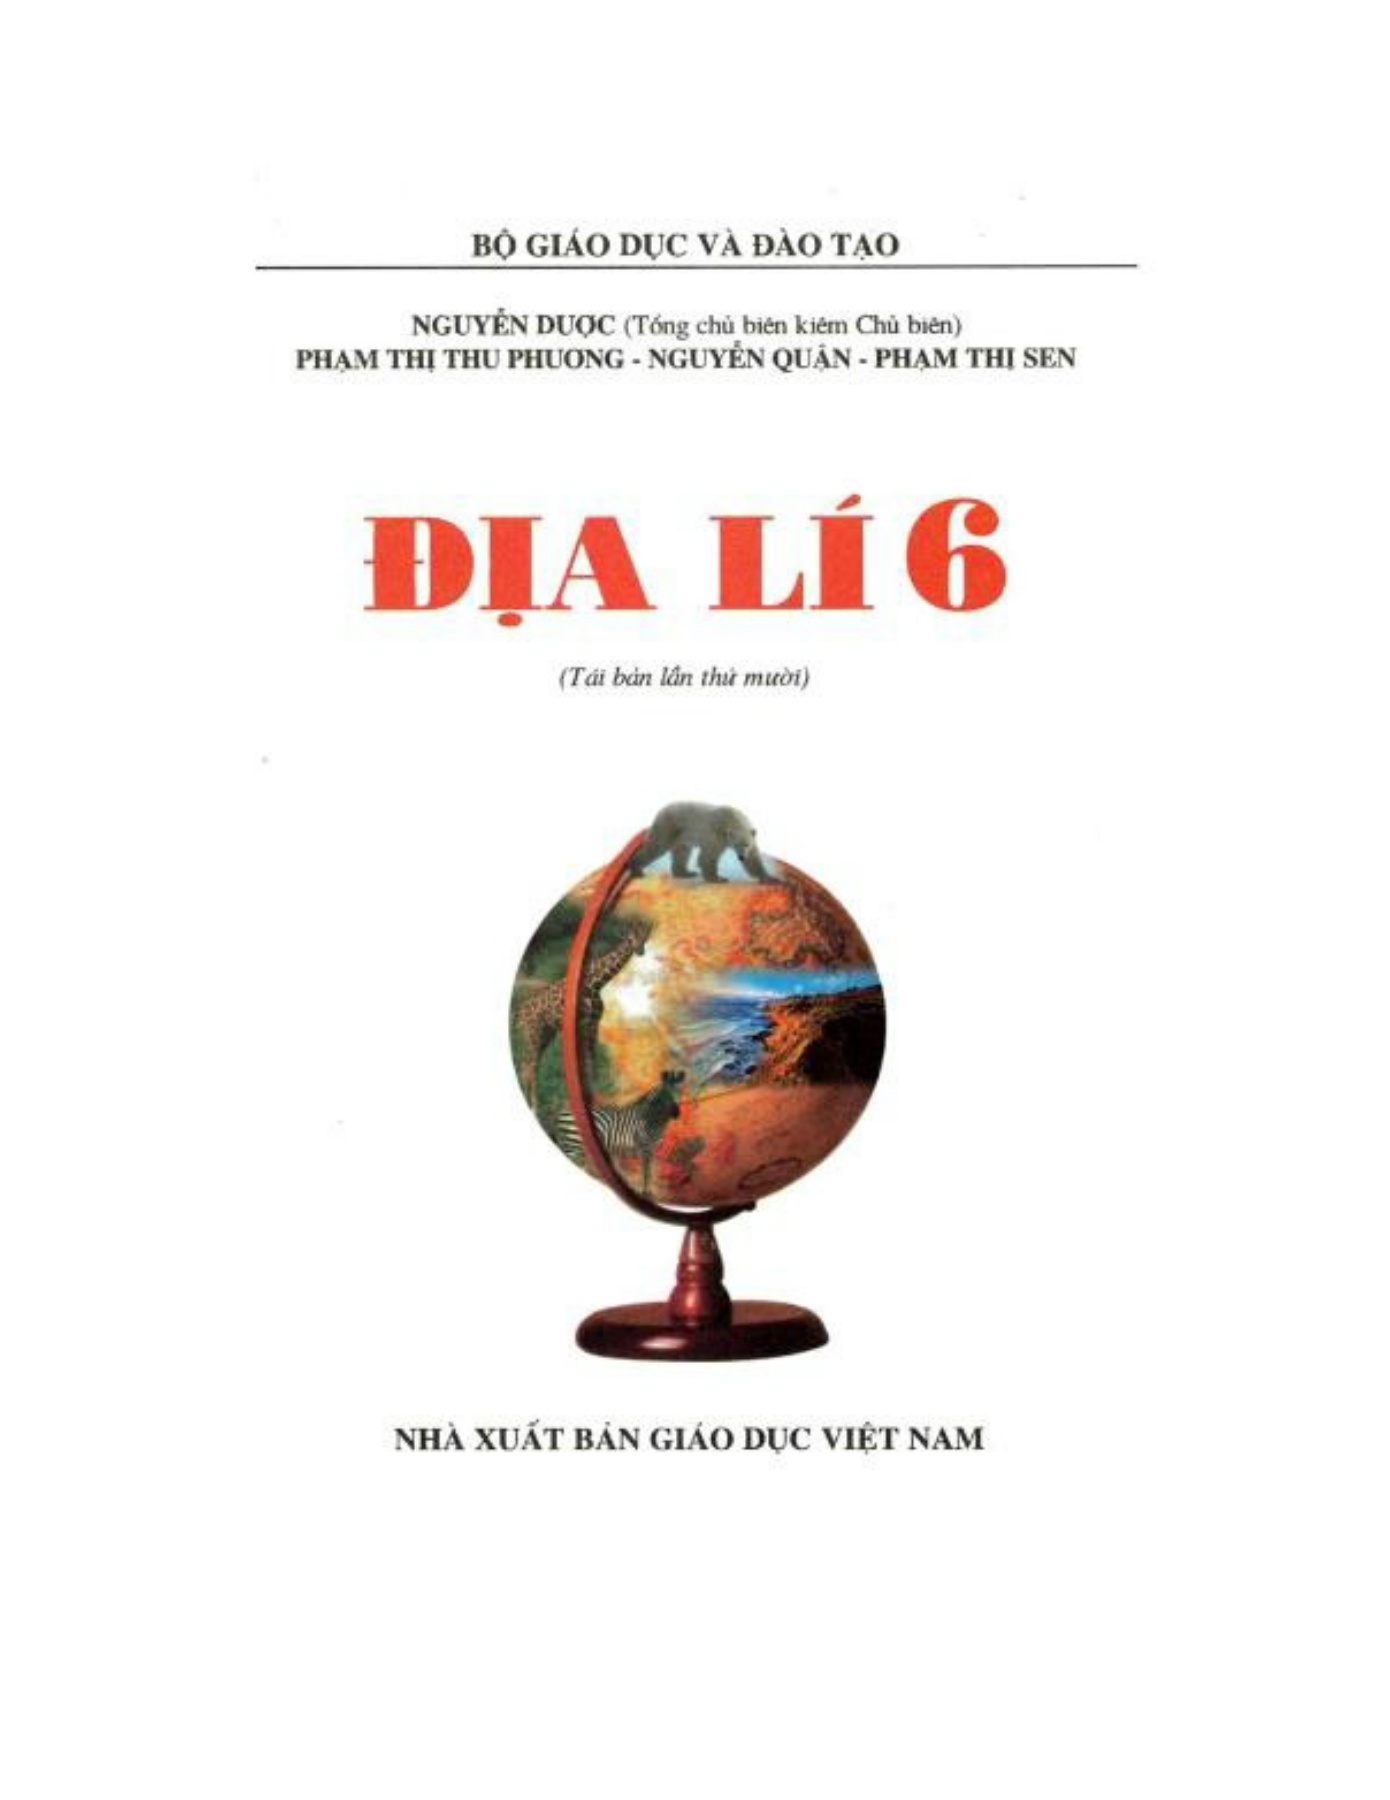 BỘ GIÁO DỤC VÀ ĐÀO TẠO
NGUYỄN DƯỢC (Tổng chủ biên kiêm Chủ biên)
PHẠM THỊ THU PHƯƠNG - NGUYỄN QUẬN - PHẠM THỊ SEN
ĐỊA LÍ 6
(Tái bản lần thứ mười)
NHÀ XUẤT BẢN GIÁO DỤC VIỆT NAM